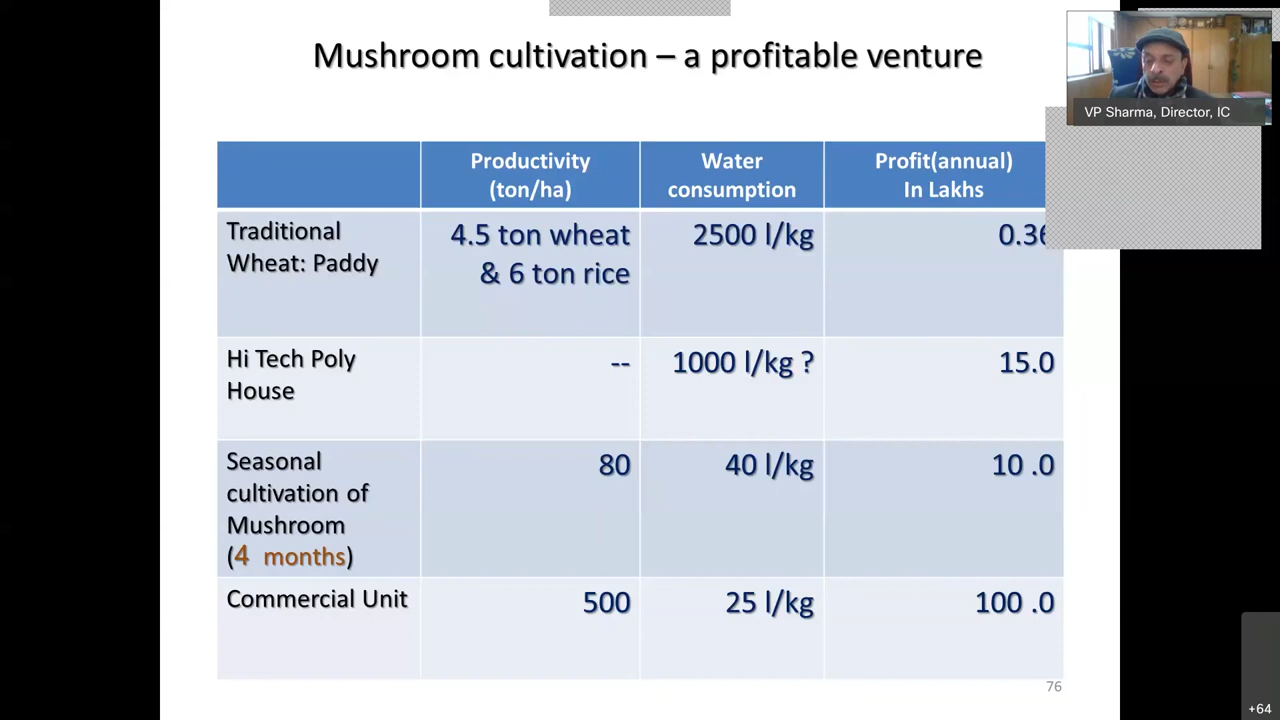 Mushroom cultivation – a profitable venture
VP Sharma, Director, IC
Productivity
(ton/ha)
Water
consumption
Profit(annual)
In Lakhs
Traditional
Wheat: Paddy
4.5 ton wheat
& 6 ton rice
2500 l/kg
0.36
Hi Tech Poly
House
--
1000 l/kg ?
15.0
Seasonal
cultivation of
Mushroom
(4 months)
80
40 l/kg
10 .0
Commercial Unit
500
25 l/kg
100 .0
76
+64